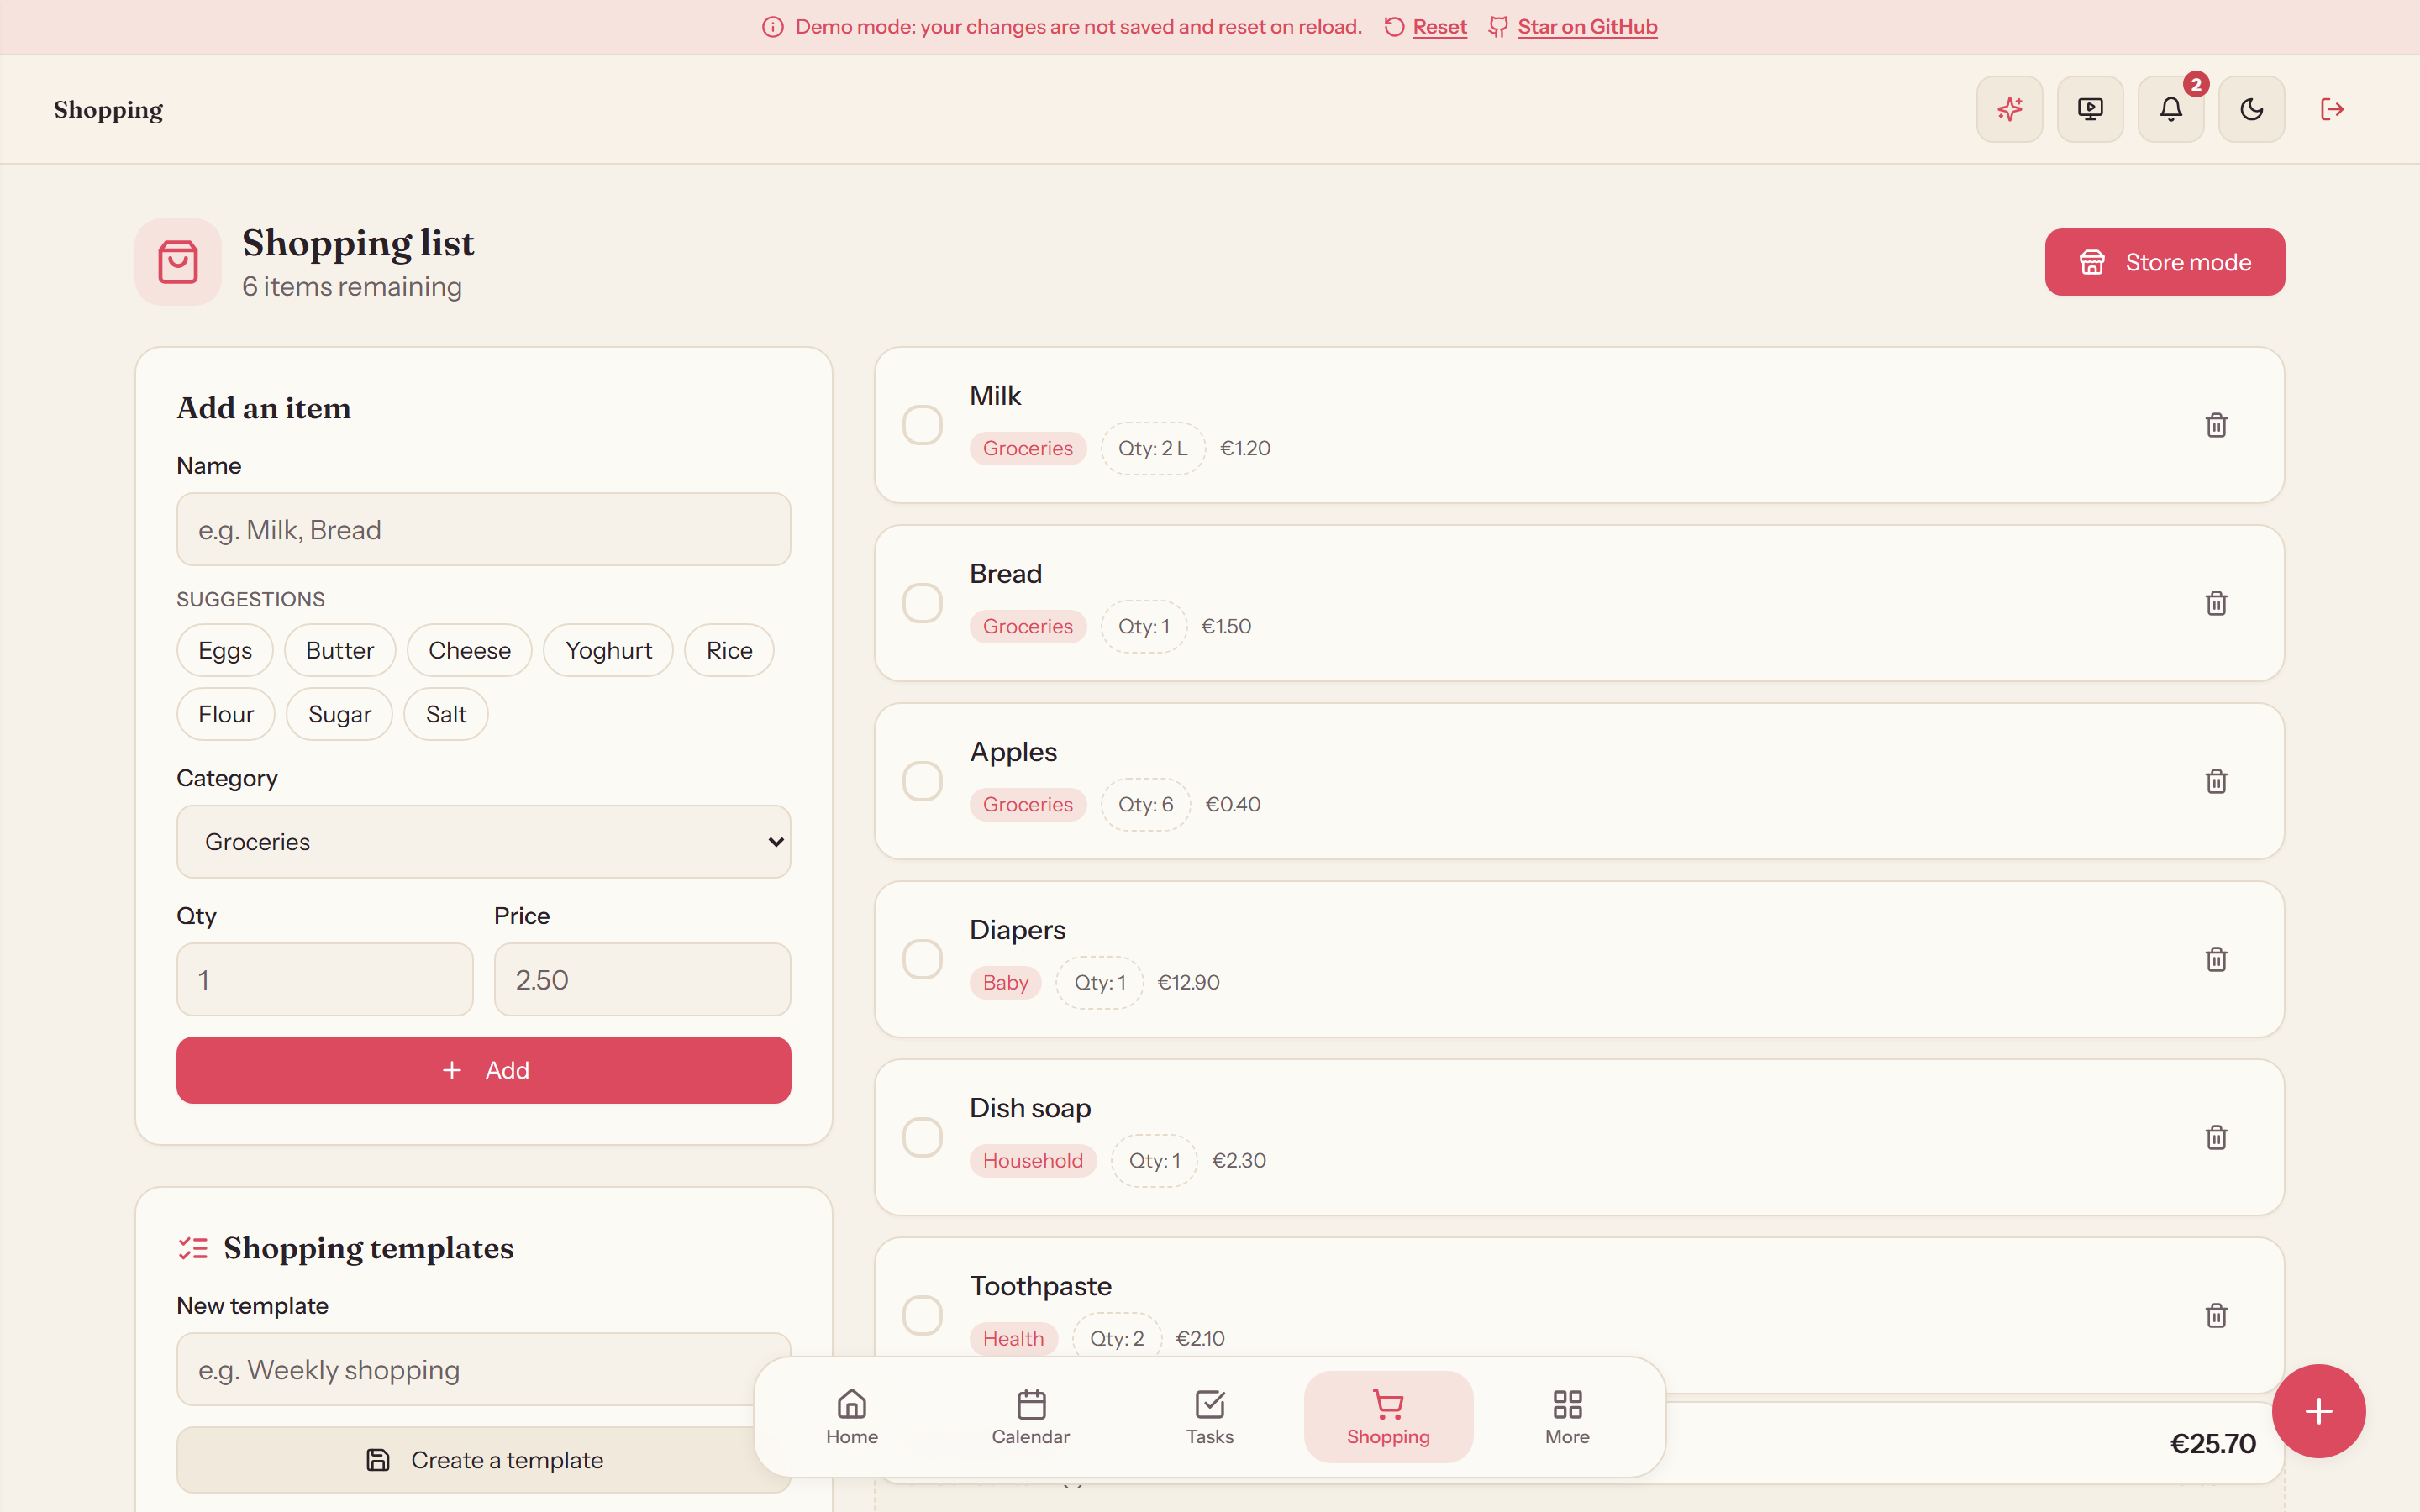 Demo mode: your changes are not saved and reset on reload. Reset Star on GitHub
Shopping
2
Shopping list
6 items remaining
Store mode
Add an item
Name
e.g. Milk, Bread
SUGGESTIONS
Eggs Butter Cheese Yoghurt Rice
Flour Sugar Salt
Category
Groceries
Qty Price
1 2.50
Add
Shopping templates
New template
e.g. Weekly shopping
Create a template
Milk
Groceries Qty: 2 L €1.20
Bread
Groceries Qty: 1 €1.50
Apples
Groceries Qty: 6 €0.40
Diapers
Baby Qty: 1 €12.90
Dish soap
Household Qty: 1 €2.30
Toothpaste
Health Qty: 2 €2.10
€25.70
Home Calendar Tasks Shopping More